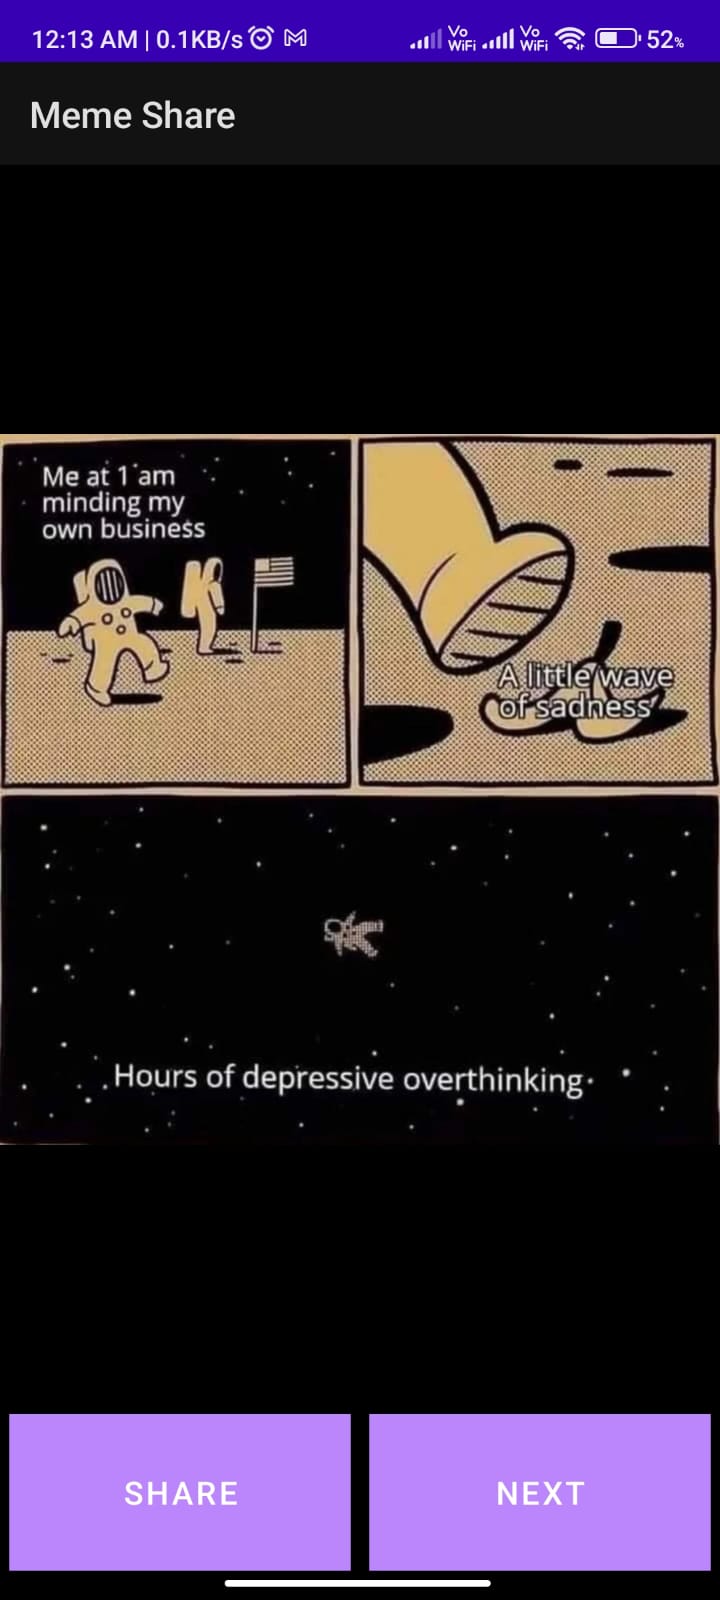 12:13 AM | 0.1KB/s
Vo WiFi Vo WiFi 52%
Meme Share
Me at 1 am
minding my
own business
A little wave
of sadness
Hours of depressive overthinking
SHARE
NEXT